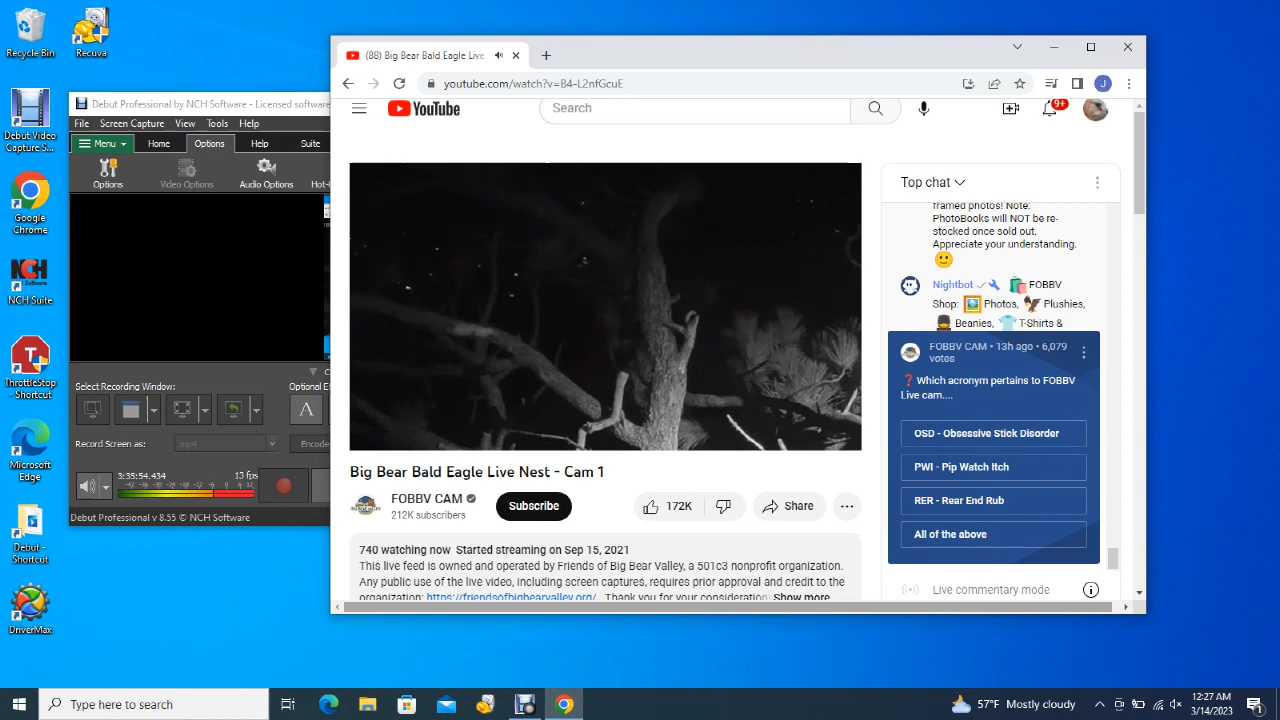 Recycle Bin
Recuva
Debut Video
Capture S...
Google
Chrome
NCH Suite
ThrottleStop
- Shortcut
Microsoft
Edge
Debut -
Shortcut
DriverMax
Debut Professional by NCH Software - Licensed software
File Screen Capture View Tools Help
Menu Home Options Help Suite
Options Video Options Audio Options Hot-
Select Recording Window: Optional E
Record Screen as: .mp4 Encode
3:35:54.434 13 fps
Debut Professional v 8.55 © NCH Software
(88) Big Bear Bald Eagle Live
youtube.com/watch?v=B4-L2nfGcuE
J
YouTube
Search
9+
Top chat
framed photos! Note:
PhotoBooks will NOT be re-
stocked once sold out.
Appreciate your understanding.
Nightbot FOBBV
Shop: Photos, Plushies,
Beanies, T-Shirts &
FOBBV CAM • 13h ago • 6,079
votes
❓Which acronym pertains to FOBBV
Live cam....
OSD - Obsessive Stick Disorder
PWI - Pip Watch Itch
RER - Rear End Rub
All of the above
Live commentary mode
Big Bear Bald Eagle Live Nest - Cam 1
FOBBV CAM
212K subscribers
Subscribe
172K
Share
740 watching now Started streaming on Sep 15, 2021
This live feed is owned and operated by Friends of Big Bear Valley, a 501c3 nonprofit organization.
Any public use of the live video, including screen captures, requires prior approval and credit to the
organization: https://friendsofbigbearvalley.org/ . Thank you for your consideration! Show more
Type here to search
57°F Mostly cloudy
12:27 AM
3/14/2023
1